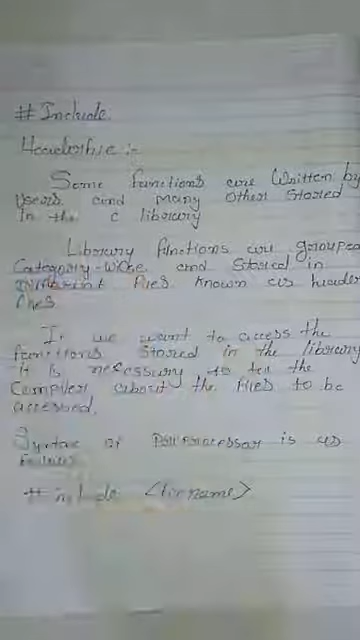 # Include.
Headerfile :-
Some functions are Written by
Users and many other stored
In the C library
Library functions are grouped
Category-wise and Stored in
Different files known as header
files
If we want to access the
functions stored in the library
it is necessary to tell the
Compiler about the files to be
accessed.
Syntax of Preprocessor is as
follows
# include <filename>